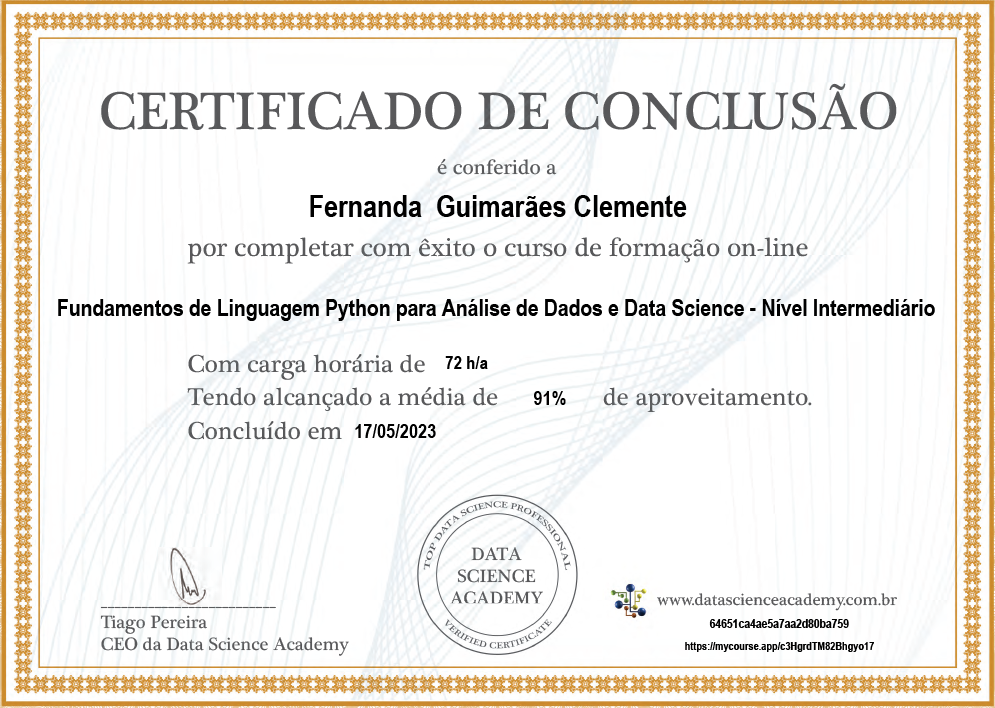 CERTIFICADO DE CONCLUSÃO
é conferido a
Fernanda Guimarães Clemente
por completar com êxito o curso de formação on-line
Fundamentos de Linguagem Python para Análise de Dados e Data Science - Nível Intermediário
Com carga horária de 72 h/a
Tendo alcançado a média de 91% de aproveitamento.
Concluído em 17/05/2023
TOP DATA SCIENCE PROFESSIONAL
DATA
SCIENCE
ACADEMY
VERIFIED CERTIFICATE
Tiago Pereira
CEO da Data Science Academy
www.datascienceacademy.com.br
64651ca4ae5a7aa2d80ba759
https://mycourse.app/c3HgrdTM82Bhgyo17